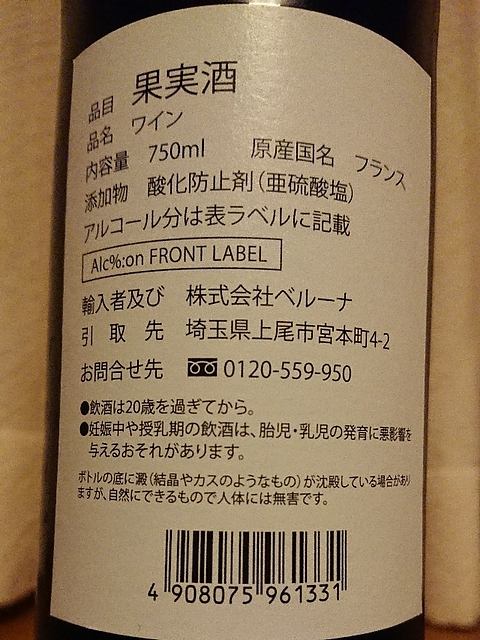 品目 果実酒
品名 ワイン
内容量 750ml 原産国名 フランス
添加物 酸化防止剤(亜硫酸塩)
アルコール分は表ラベルに記載
Alc%:on FRONT LABEL
輸入者及び 株式会社ベルーナ
引取先 埼玉県上尾市宮本町4-2
お問合せ先 0120-559-950
●飲酒は20歳を過ぎてから。
●妊娠中や授乳期の飲酒は、胎児・乳児の発育に悪影響を
与えるおそれがあります。
ボトルの底に澱(結晶やカスのようなもの)が沈殿している場合があり
ますが、自然にできるもので人体には無害です。
4 908075 961331